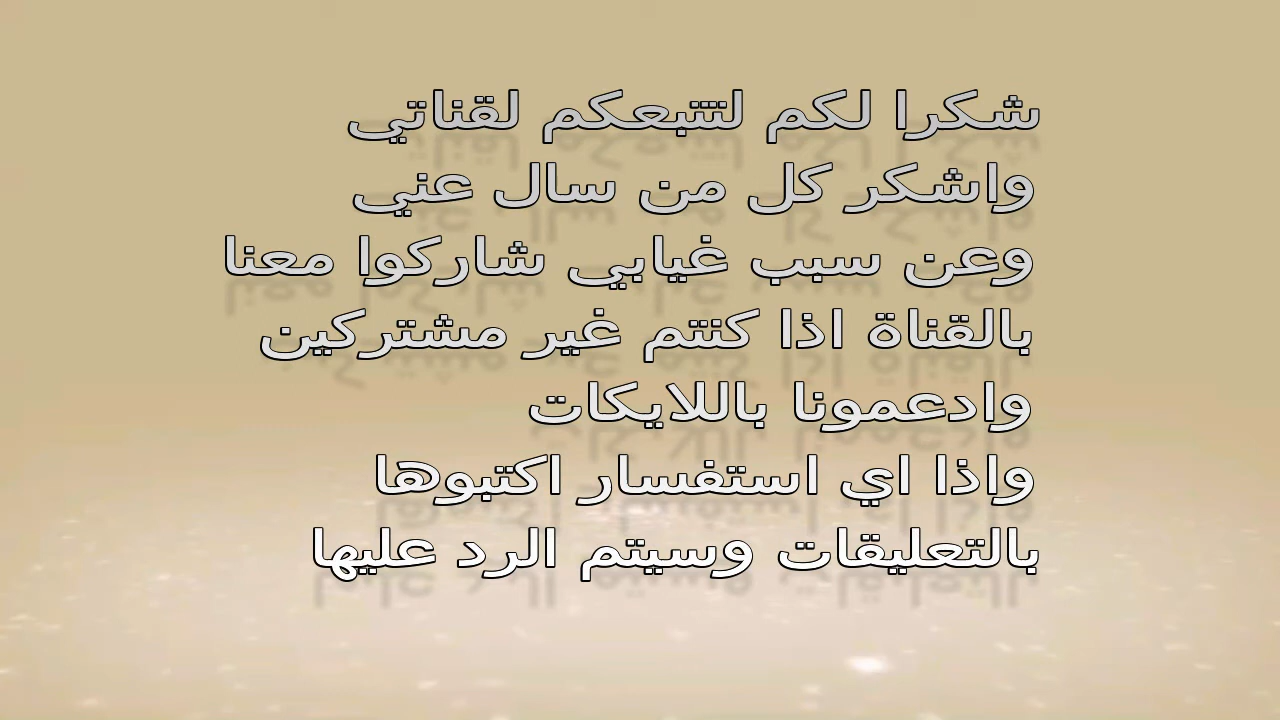 شكرا لكم لتتبعكم لقناتي
واشكر كل من سال عني
وعن سبب غيابي شاركوا معنا
بالقناة اذا كنتم غير مشتركين
وادعمونا باللايكات
واذا اي استفسار اكتبوها
بالتعليقات وسيتم الرد عليها